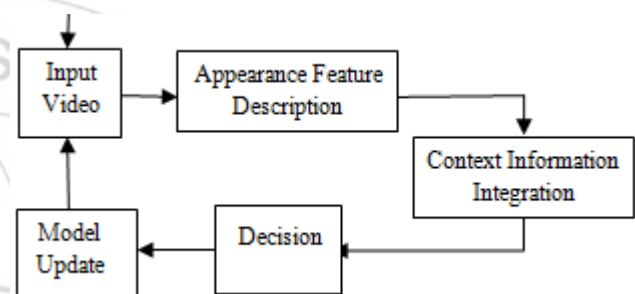 Input
Video
Appearance Feature
Description
Context Information
Integration
Decision
Model
Update